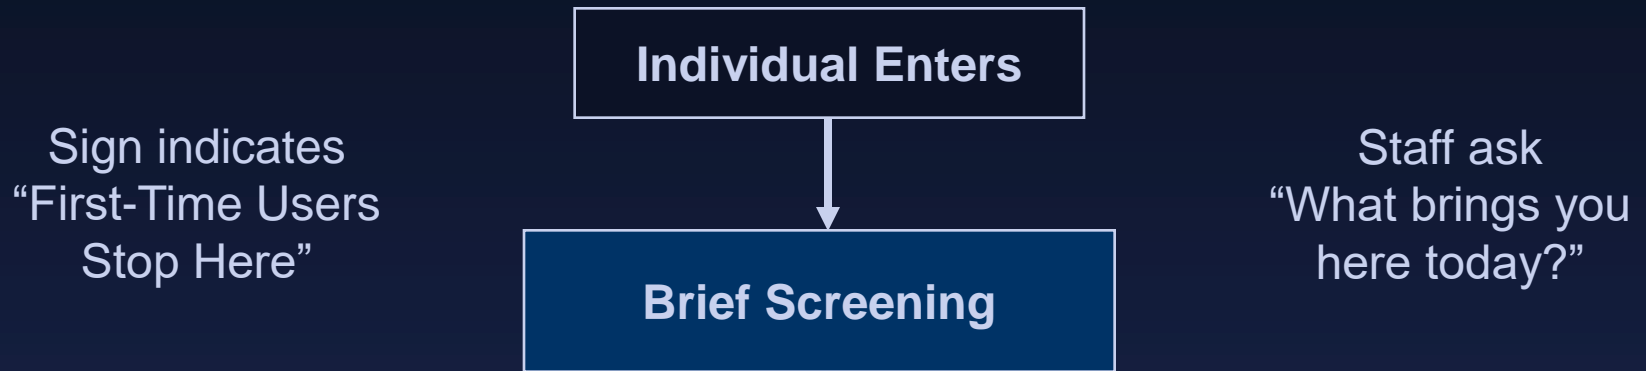 Individual Enters
Sign indicates
“First-Time Users
Stop Here”
Staff ask
“What brings you
here today?”
Brief Screening